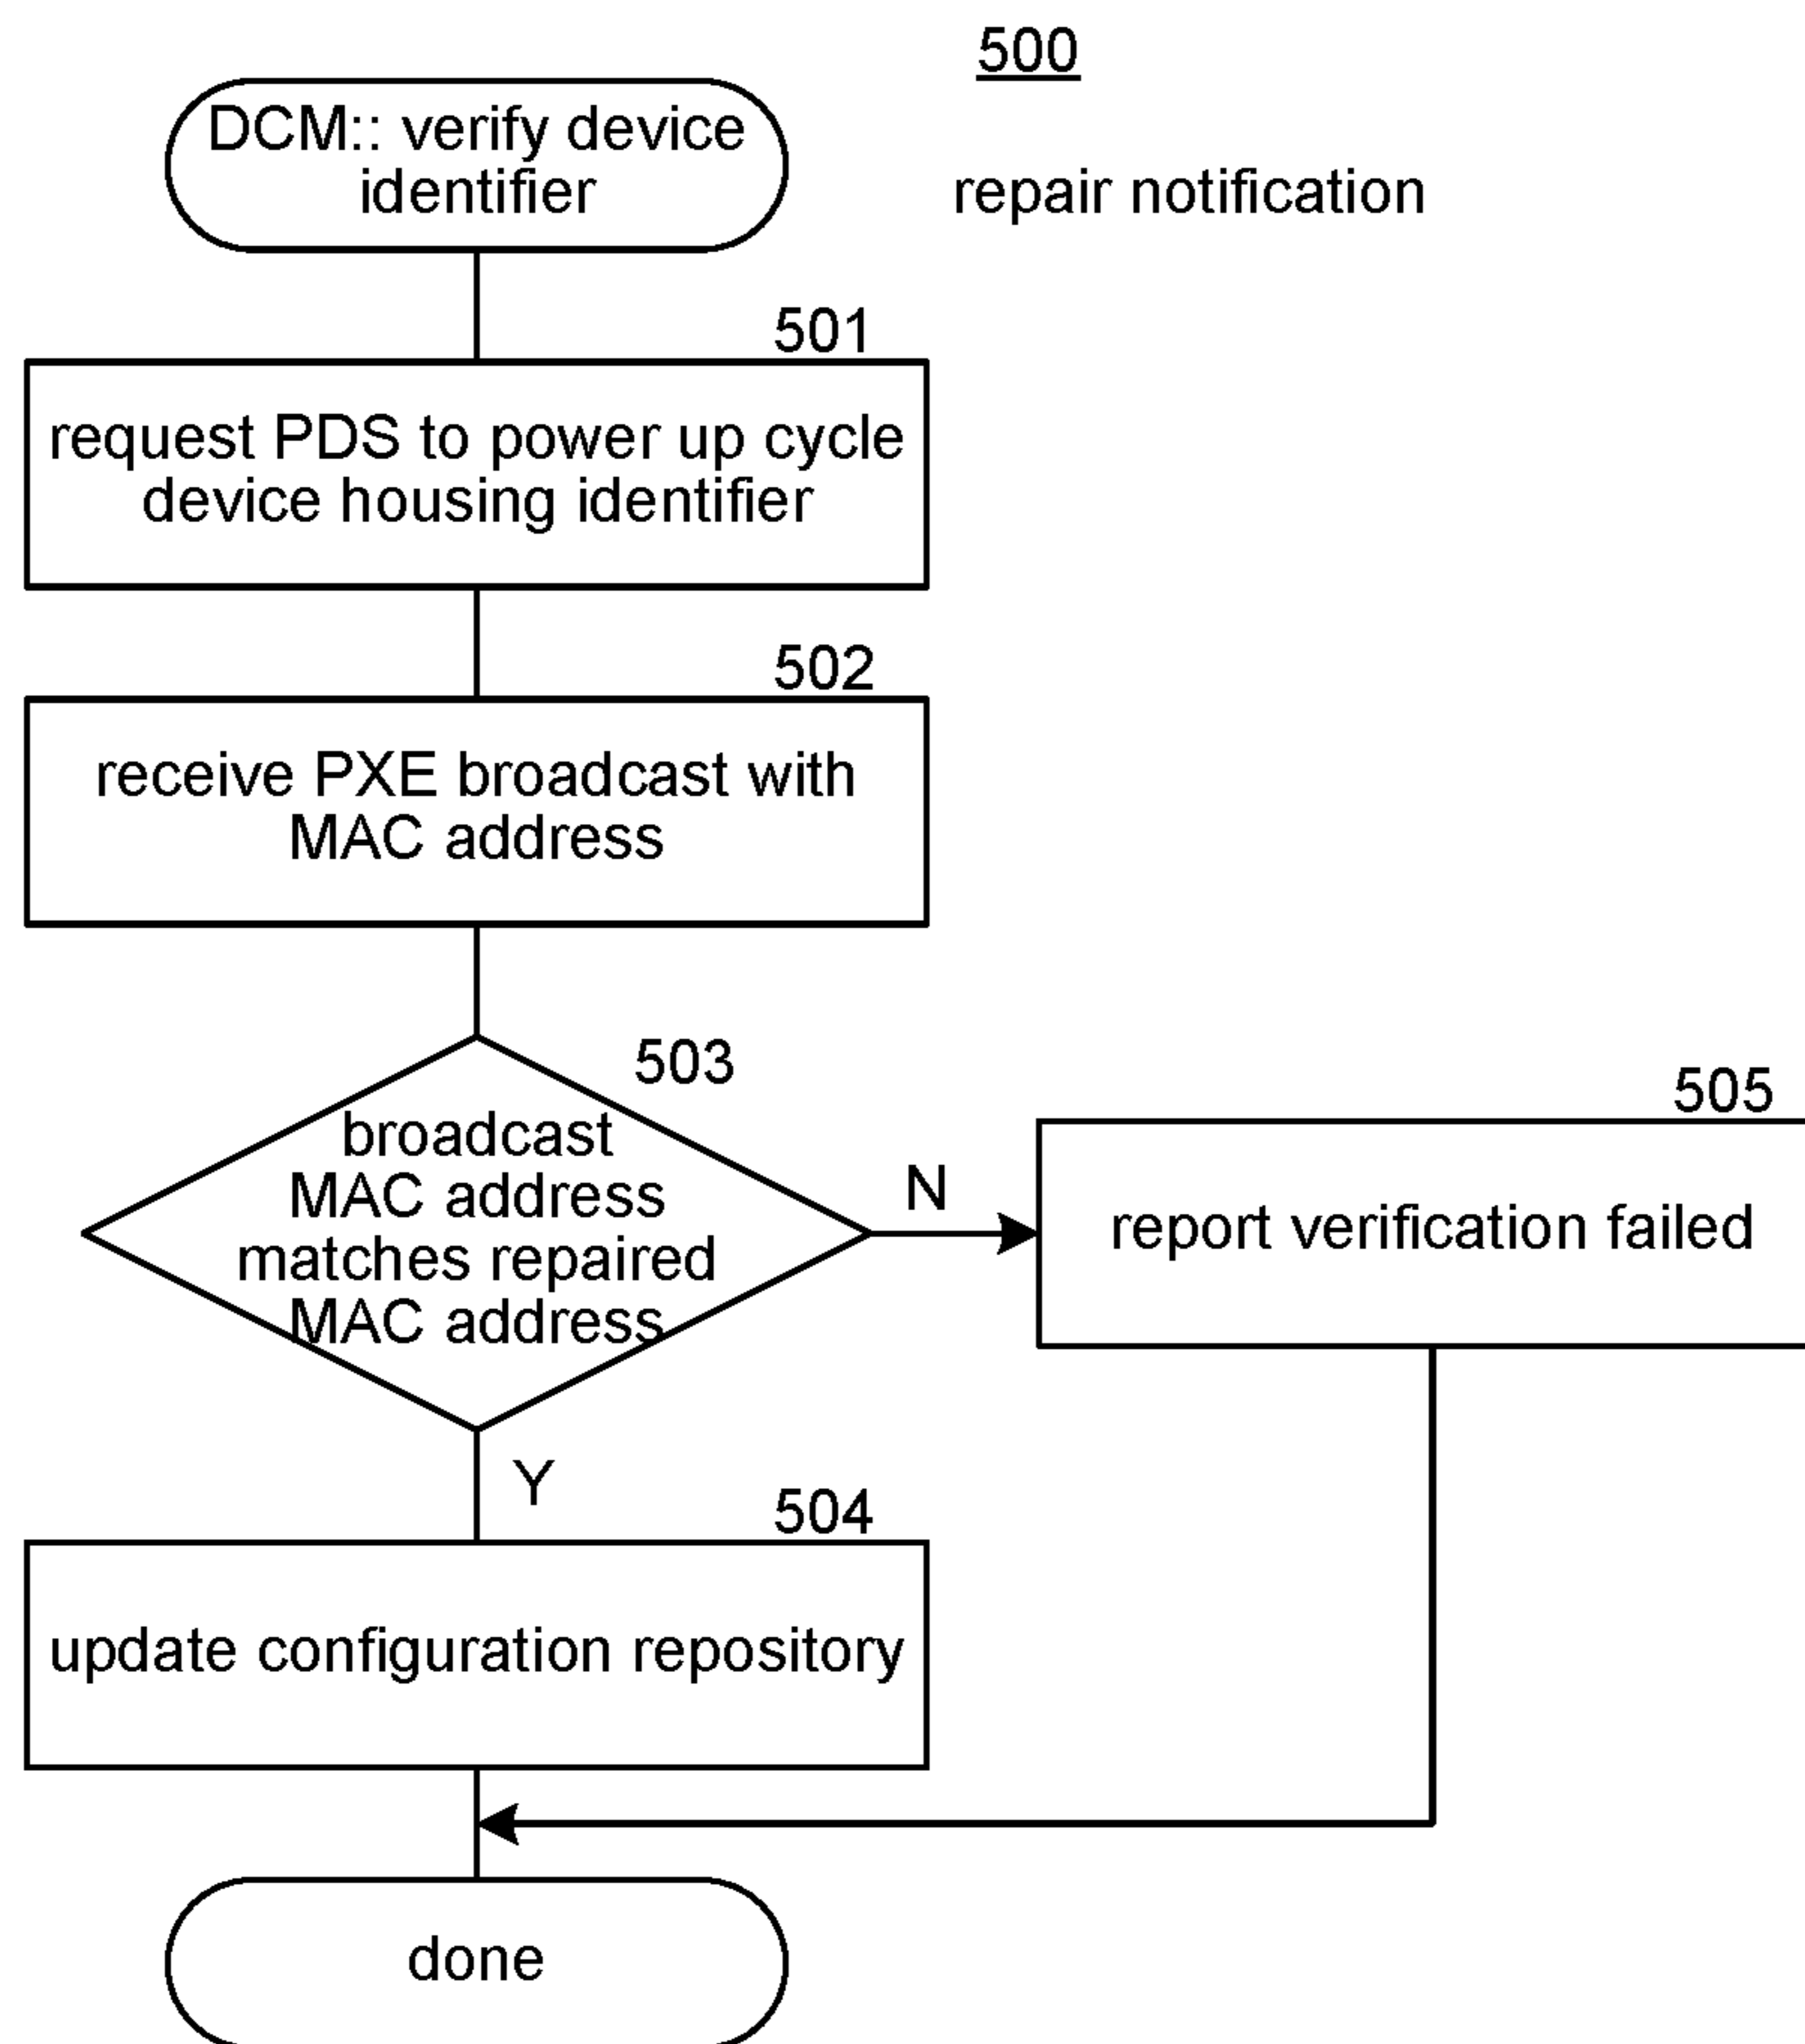 500
DCM:: verify device
identifier
repair notification
501
request PDS to power up cycle
device housing identifier
502
receive PXE broadcast with
MAC address
503
broadcast
MAC address
matches repaired
MAC address
N
505
report verification failed
Y
504
update configuration repository
done